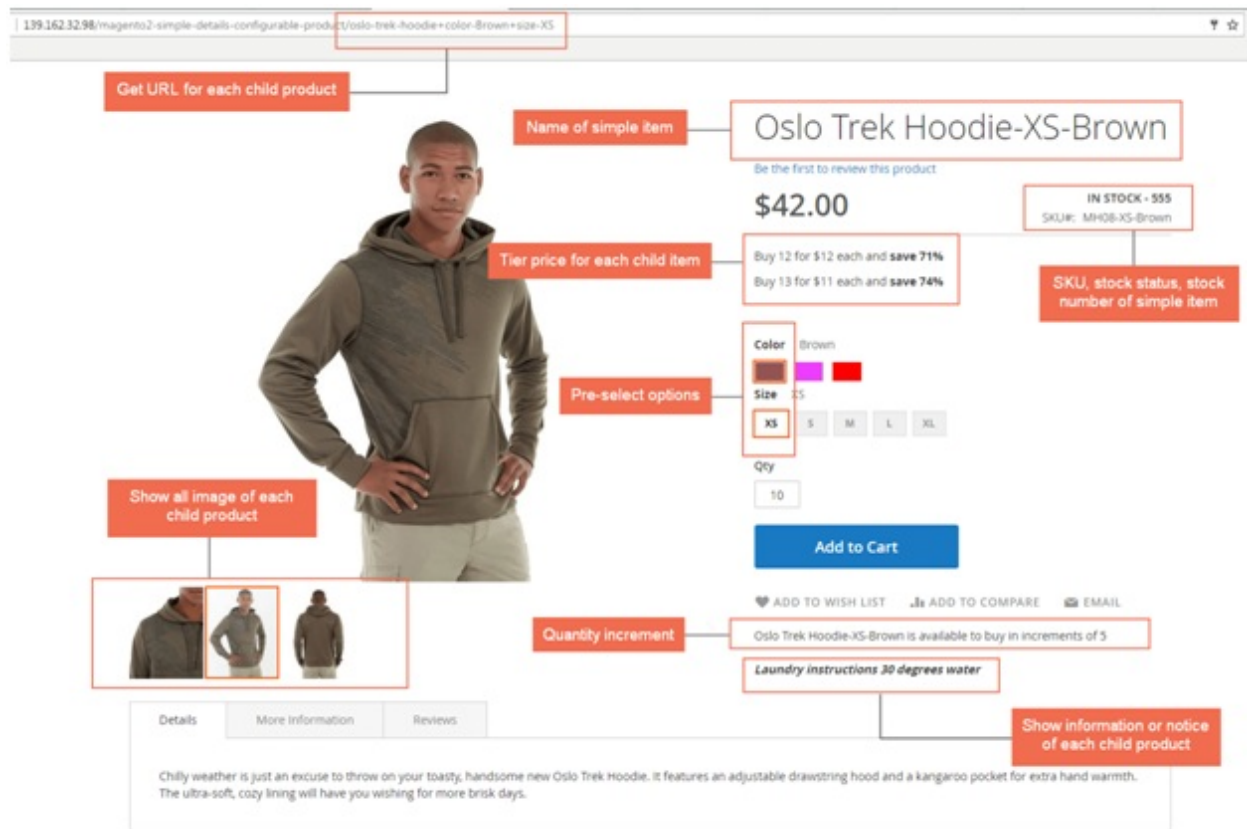 139.162.32.98/magento2-simple-details-configurable-product/oslo-trek-hoodie+color-Brown+size-XS
Get URL for each child product
Name of simple item
Oslo Trek Hoodie-XS-Brown
Be the first to review this product
$42.00
IN STOCK - 555
SKU#: MH08-XS-Brown
Tier price for each child item
Buy 12 for $12 each and save 71%
Buy 13 for $11 each and save 74%
SKU, stock status, stock
number of simple item
Color Brown
Pre-select options
Size XS
XS S M L XL
Qty
10
Show all image of each
child product
Add to Cart
ADD TO WISH LIST ADD TO COMPARE EMAIL
Quantity increment
Oslo Trek Hoodie-XS-Brown is available to buy in increments of 5
Laundry instructions 30 degrees water
Show information or notice
of each child product
Details More Information Reviews
Chilly weather is just an excuse to throw on your toasty, handsome new Oslo Trek Hoodie. It features an adjustable drawstring hood and a kangaroo pocket for extra hand warmth.
The ultra-soft, cozy lining will have you wishing for more brisk days.